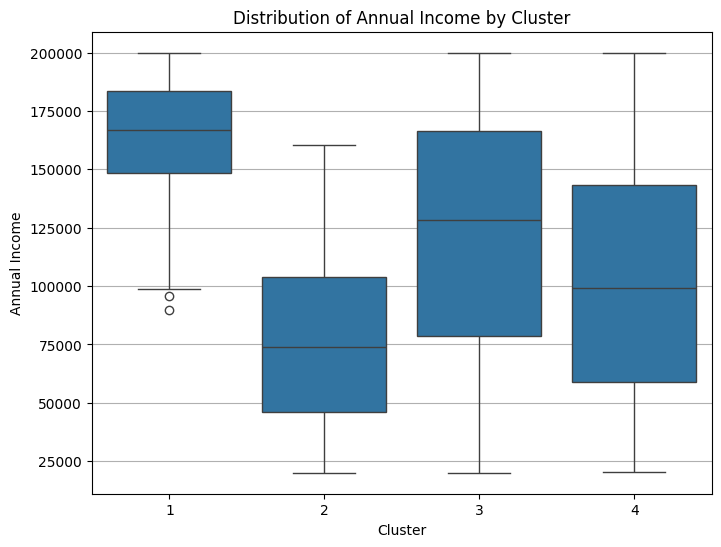 Distribution of Annual Income by Cluster
200000
175000
150000
125000
100000
75000
50000
25000
Annual Income
1 2 3 4
Cluster